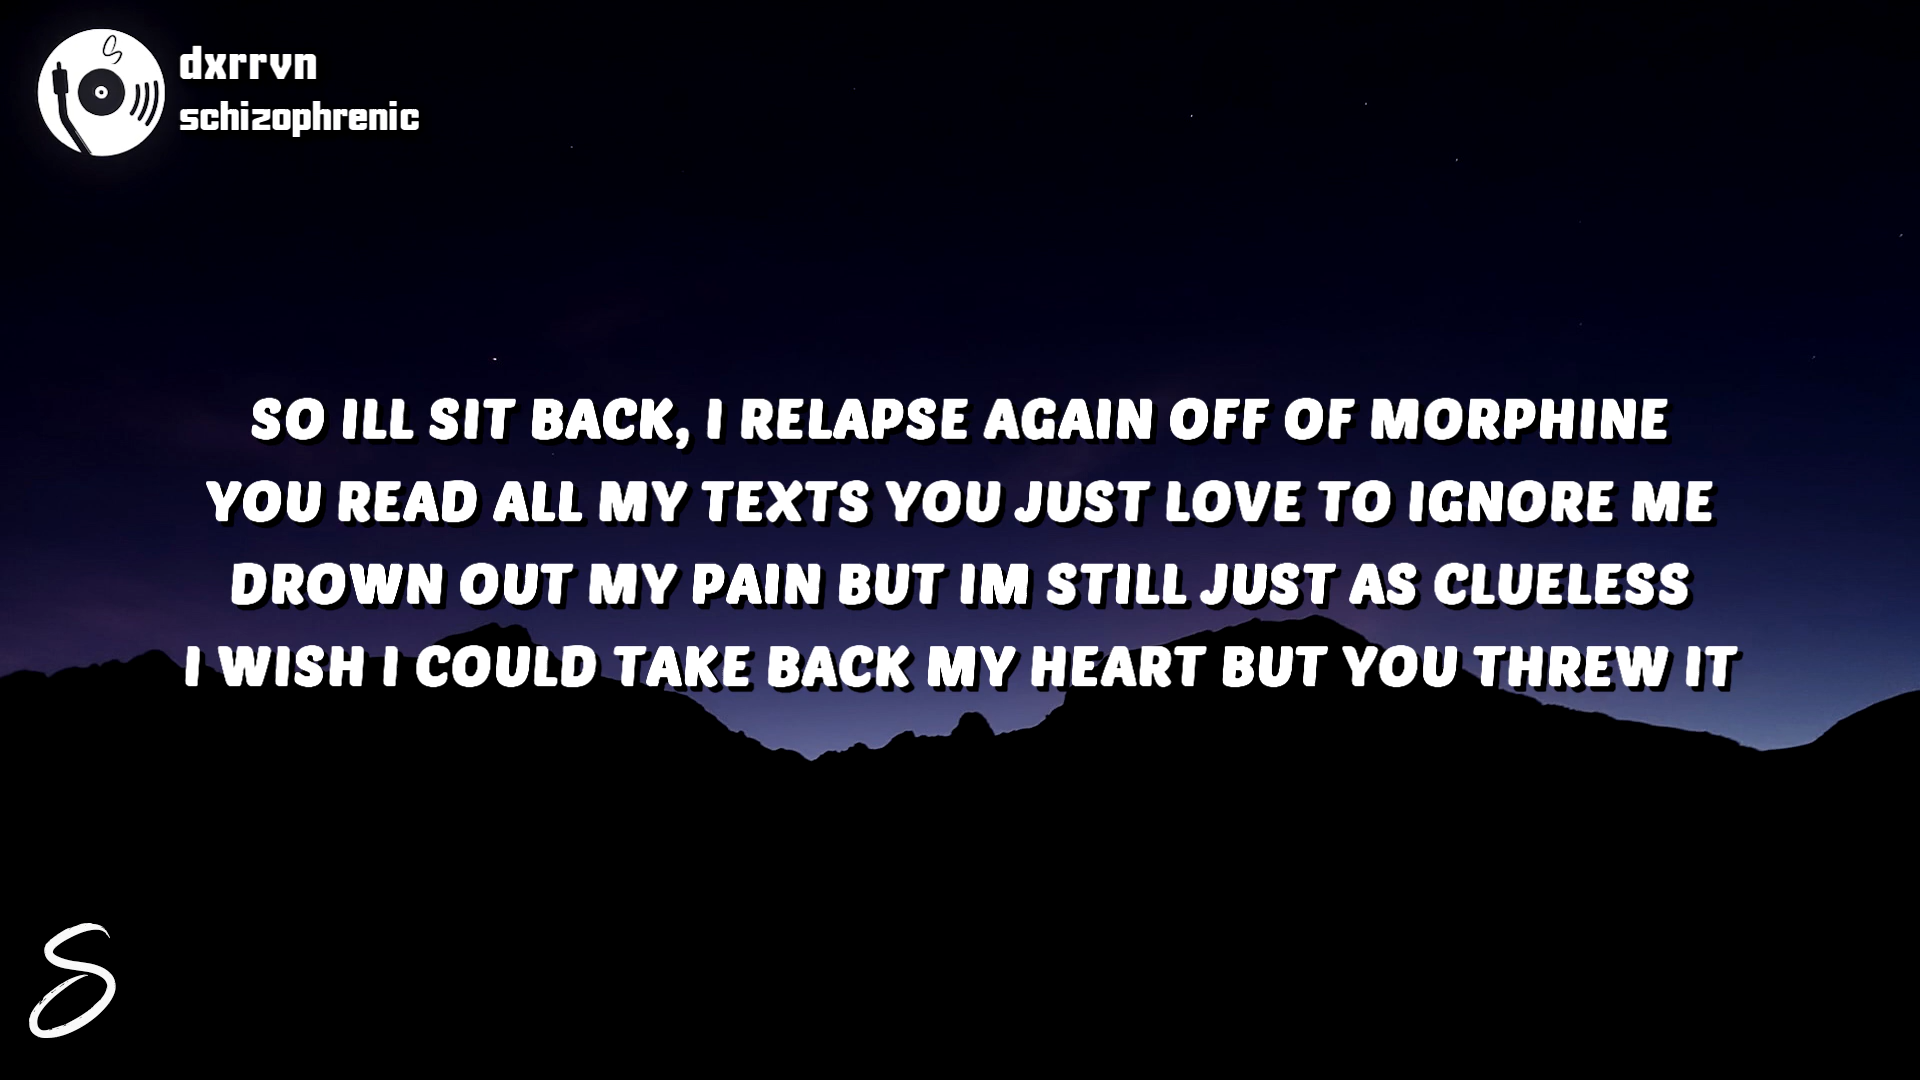 dxrrvn
schizophrenic
SO ILL SIT BACK, I RELAPSE AGAIN OFF OF MORPHINE
YOU READ ALL MY TEXTS YOU JUST LOVE TO IGNORE ME
DROWN OUT MY PAIN BUT IM STILL JUST AS CLUELESS
I WISH I COULD TAKE BACK MY HEART BUT YOU THREW IT
S